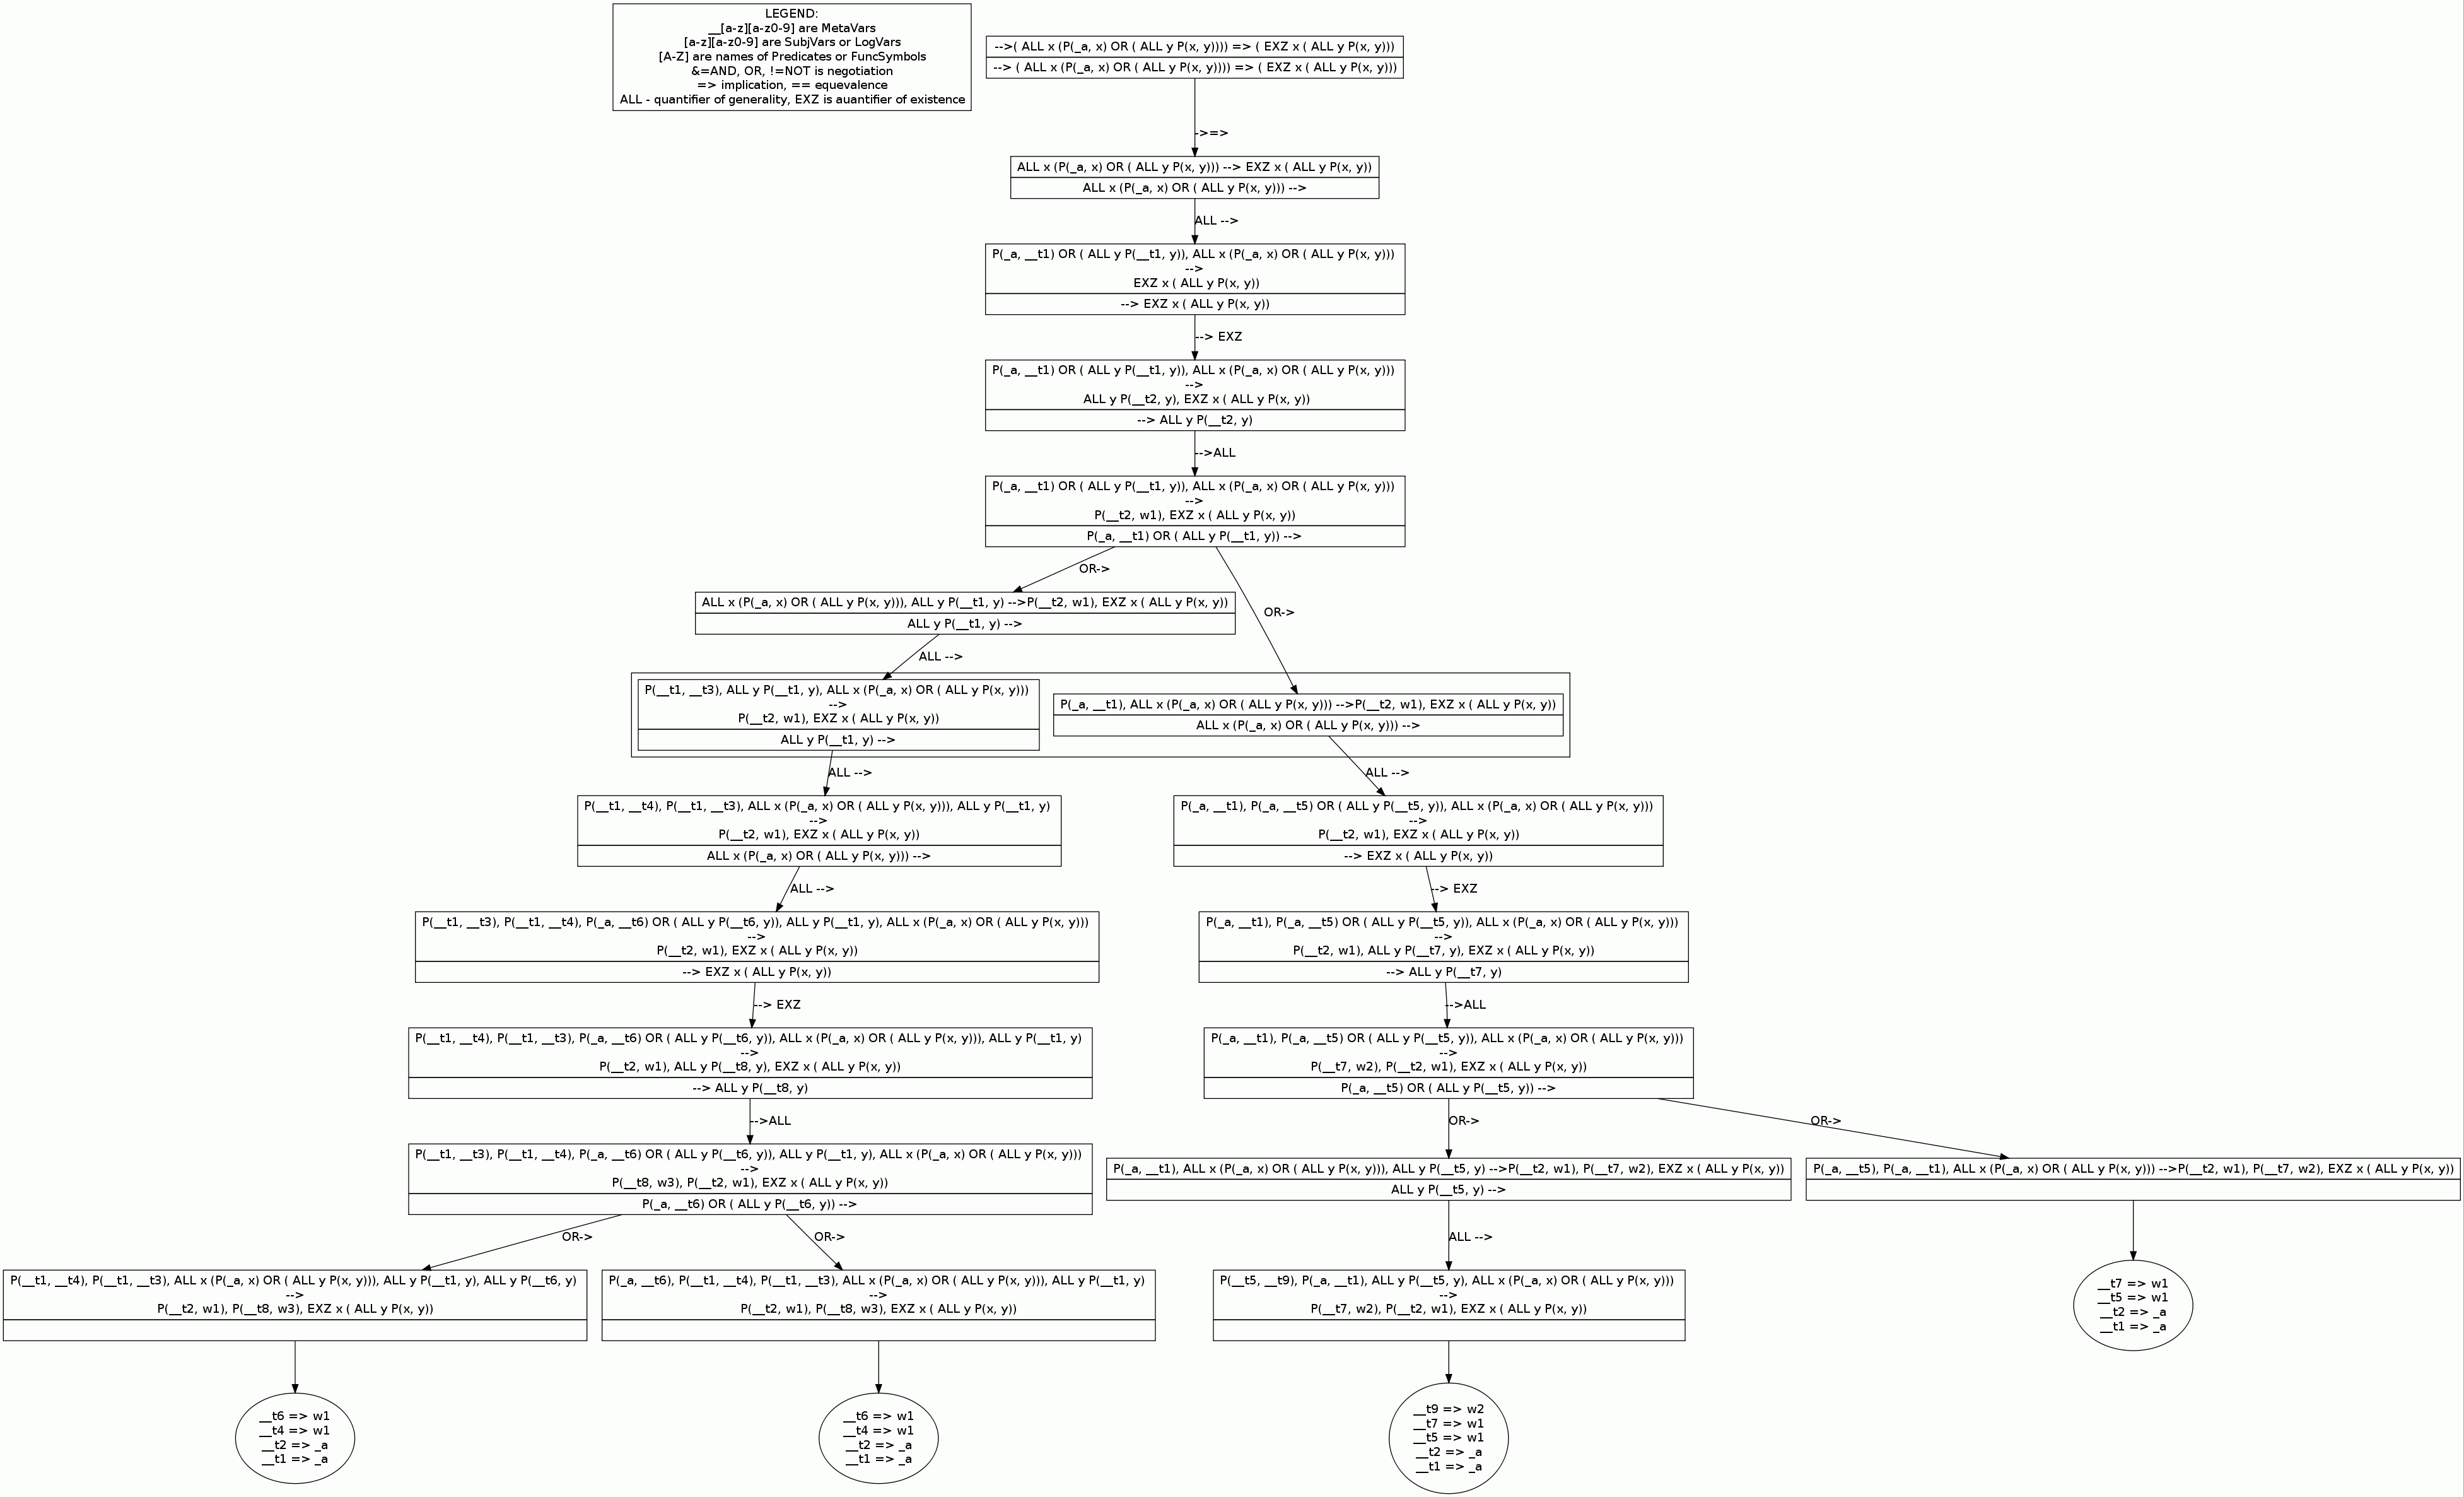 LEGEND:
__[a-z][a-z0-9] are MetaVars
[a-z][a-z0-9] are SubjVars or LogVars
[A-Z] are names of Predicates or FuncSymbols
&=AND, OR, !=NOT is negotiation
=> implication, == equevalence
ALL - quantifier of generality, EXZ is auantifier of existence
-->( ALL x (P(_a, x) OR ( ALL y P(x, y)))) => ( EXZ x ( ALL y P(x, y)))
--> ( ALL x (P(_a, x) OR ( ALL y P(x, y)))) => ( EXZ x ( ALL y P(x, y)))
->=>
ALL x (P(_a, x) OR ( ALL y P(x, y))) --> EXZ x ( ALL y P(x, y))
ALL x (P(_a, x) OR ( ALL y P(x, y))) -->
ALL -->
P(_a, __t1) OR ( ALL y P(__t1, y)), ALL x (P(_a, x) OR ( ALL y P(x, y)))
-->
EXZ x ( ALL y P(x, y))
--> EXZ x ( ALL y P(x, y))
--> EXZ
P(_a, __t1) OR ( ALL y P(__t1, y)), ALL x (P(_a, x) OR ( ALL y P(x, y)))
-->
ALL y P(__t2, y), EXZ x ( ALL y P(x, y))
--> ALL y P(__t2, y)
-->ALL
P(_a, __t1) OR ( ALL y P(__t1, y)), ALL x (P(_a, x) OR ( ALL y P(x, y)))
-->
P(__t2, w1), EXZ x ( ALL y P(x, y))
P(_a, __t1) OR ( ALL y P(__t1, y)) -->
OR->
OR->
ALL x (P(_a, x) OR ( ALL y P(x, y))), ALL y P(__t1, y) -->P(__t2, w1), EXZ x ( ALL y P(x, y))
ALL y P(__t1, y) -->
ALL -->
P(__t1, __t3), ALL y P(__t1, y), ALL x (P(_a, x) OR ( ALL y P(x, y)))
-->
P(__t2, w1), EXZ x ( ALL y P(x, y))
ALL y P(__t1, y) -->
P(_a, __t1), ALL x (P(_a, x) OR ( ALL y P(x, y))) -->P(__t2, w1), EXZ x ( ALL y P(x, y))
ALL x (P(_a, x) OR ( ALL y P(x, y))) -->
ALL -->
ALL -->
P(__t1, __t4), P(__t1, __t3), ALL x (P(_a, x) OR ( ALL y P(x, y))), ALL y P(__t1, y)
-->
P(__t2, w1), EXZ x ( ALL y P(x, y))
ALL x (P(_a, x) OR ( ALL y P(x, y))) -->
P(_a, __t1), P(_a, __t5) OR ( ALL y P(__t5, y)), ALL x (P(_a, x) OR ( ALL y P(x, y)))
-->
P(__t2, w1), EXZ x ( ALL y P(x, y))
--> EXZ x ( ALL y P(x, y))
ALL -->
--> EXZ
P(__t1, __t3), P(__t1, __t4), P(_a, __t6) OR ( ALL y P(__t6, y)), ALL y P(__t1, y), ALL x (P(_a, x) OR ( ALL y P(x, y)))
-->
P(__t2, w1), EXZ x ( ALL y P(x, y))
--> EXZ x ( ALL y P(x, y))
P(_a, __t1), P(_a, __t5) OR ( ALL y P(__t5, y)), ALL x (P(_a, x) OR ( ALL y P(x, y)))
-->
P(__t2, w1), ALL y P(__t7, y), EXZ x ( ALL y P(x, y))
--> ALL y P(__t7, y)
--> EXZ
-->ALL
P(__t1, __t4), P(__t1, __t3), P(_a, __t6) OR ( ALL y P(__t6, y)), ALL x (P(_a, x) OR ( ALL y P(x, y))), ALL y P(__t1, y)
-->
P(__t2, w1), ALL y P(__t8, y), EXZ x ( ALL y P(x, y))
--> ALL y P(__t8, y)
P(_a, __t1), P(_a, __t5) OR ( ALL y P(__t5, y)), ALL x (P(_a, x) OR ( ALL y P(x, y)))
-->
P(__t7, w2), P(__t2, w1), EXZ x ( ALL y P(x, y))
P(_a, __t5) OR ( ALL y P(__t5, y)) -->
-->ALL
OR->
OR->
P(__t1, __t3), P(__t1, __t4), P(_a, __t6) OR ( ALL y P(__t6, y)), ALL y P(__t1, y), ALL x (P(_a, x) OR ( ALL y P(x, y)))
-->
P(__t8, w3), P(__t2, w1), EXZ x ( ALL y P(x, y))
P(_a, __t6) OR ( ALL y P(__t6, y)) -->
P(_a, __t1), ALL x (P(_a, x) OR ( ALL y P(x, y))), ALL y P(__t5, y) -->P(__t2, w1), P(__t7, w2), EXZ x ( ALL y P(x, y))
ALL y P(__t5, y) -->
P(_a, __t5), P(_a, __t1), ALL x (P(_a, x) OR ( ALL y P(x, y))) -->P(__t2, w1), P(__t7, w2), EXZ x ( ALL y P(x, y))
OR->
OR->
ALL -->
P(__t1, __t4), P(__t1, __t3), ALL x (P(_a, x) OR ( ALL y P(x, y))), ALL y P(__t1, y), ALL y P(__t6, y)
-->
P(__t2, w1), P(__t8, w3), EXZ x ( ALL y P(x, y))
P(_a, __t6), P(__t1, __t4), P(__t1, __t3), ALL x (P(_a, x) OR ( ALL y P(x, y))), ALL y P(__t1, y)
-->
P(__t2, w1), P(__t8, w3), EXZ x ( ALL y P(x, y))
P(__t5, __t9), P(_a, __t1), ALL y P(__t5, y), ALL x (P(_a, x) OR ( ALL y P(x, y)))
-->
P(__t7, w2), P(__t2, w1), EXZ x ( ALL y P(x, y))
__t7 => w1
__t5 => w1
__t2 => _a
__t1 => _a
__t6 => w1
__t4 => w1
__t2 => _a
__t1 => _a
__t6 => w1
__t4 => w1
__t2 => _a
__t1 => _a
__t9 => w2
__t7 => w1
__t5 => w1
__t2 => _a
__t1 => _a